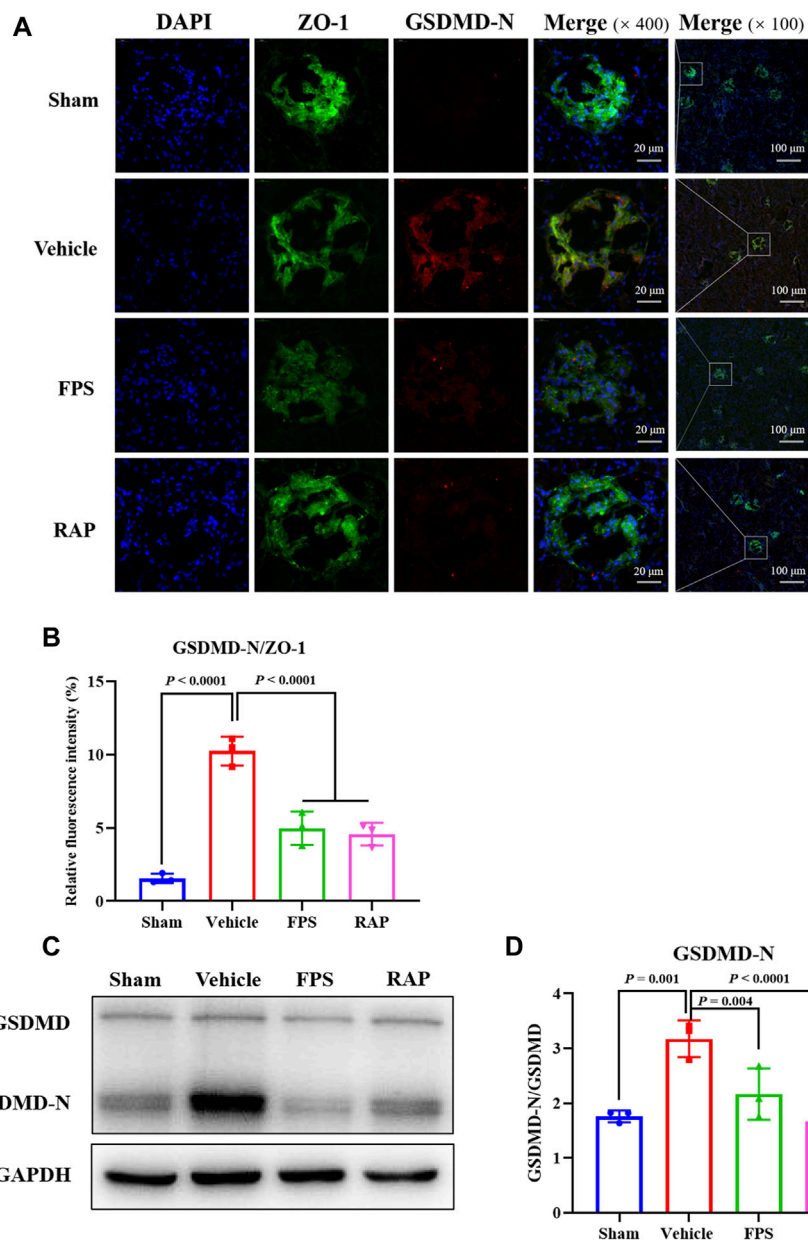 A
DAPI ZO-1 GSDMD-N Merge (× 400) Merge (× 100)
Sham
20 μm 100 μm
Vehicle
20 μm 100 μm
FPS
20 μm 100 μm
RAP
20 μm 100 μm
B
GSDMD-N/ZO-1
P < 0.0001 P < 0.0001
Relative fluorescence intensity (%)
15
10
5
0
Sham Vehicle FPS RAP
C
Sham Vehicle FPS RAP
GSDMD
DMD-N
GAPDH
D
GSDMD-N
P = 0.001 P < 0.0001
P = 0.004
GSDMD-N/GSDMD
4
3
2
1
0
Sham Vehicle FPS